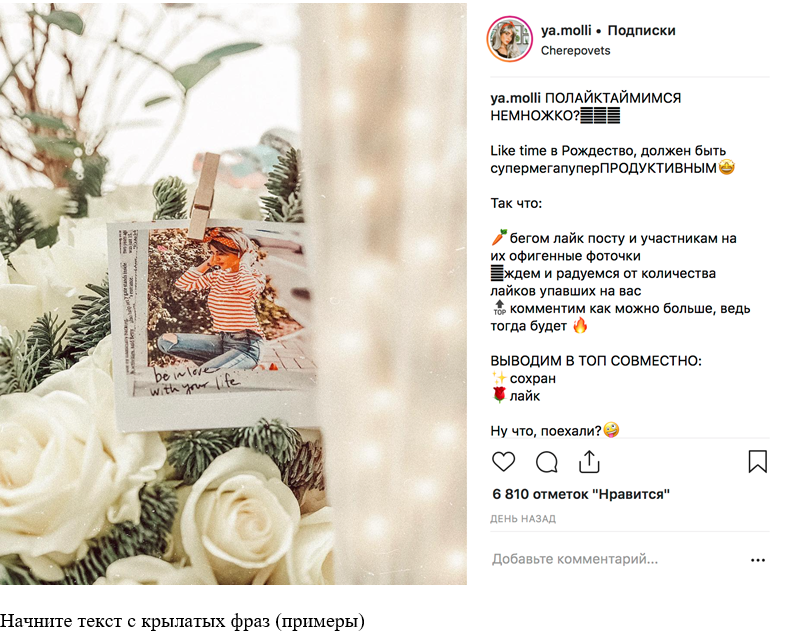 ya.molli • Подписки
Cherepovets
ya.molli ПОЛАЙКТАЙМИМСЯ
НЕМНОЖКО?
Like time в Рождество, должен быть
супермегапуперПРОДУКТИВНЫМ🤩
Так что:
🥕бегом лайк посту и участникам на
их офигенные фоточки
ждем и радуемся от количества
лайков упавших на вас
🔝комментим как можно больше, ведь
тогда будет 🔥
ВЫВОДИМ В ТОП СОВМЕСТНО:
✨сохран
🌹лайк
Ну что, поехали?🤪
6 810 отметок "Нравится"
ДЕНЬ НАЗАД
Добавьте комментарий...
be in love
with your life
Начните текст с крылатых фраз (примеры)